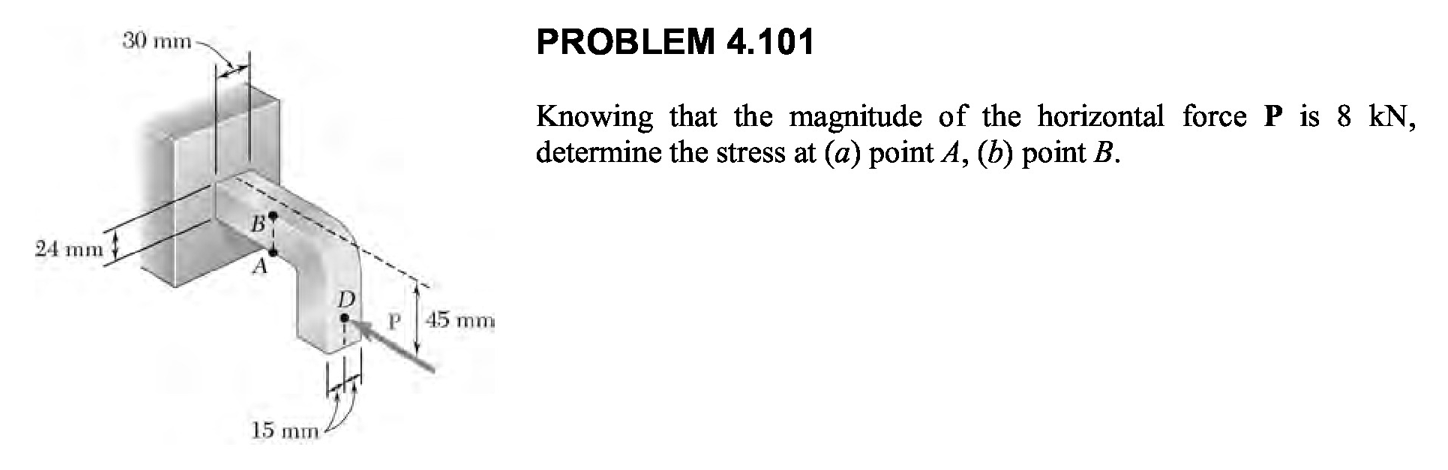 30 mm
PROBLEM 4.101
Knowing that the magnitude of the horizontal force P is 8 kN,
determine the stress at (a) point A, (b) point B.
B
24 mm
A
D
P
45 mm
15 mm